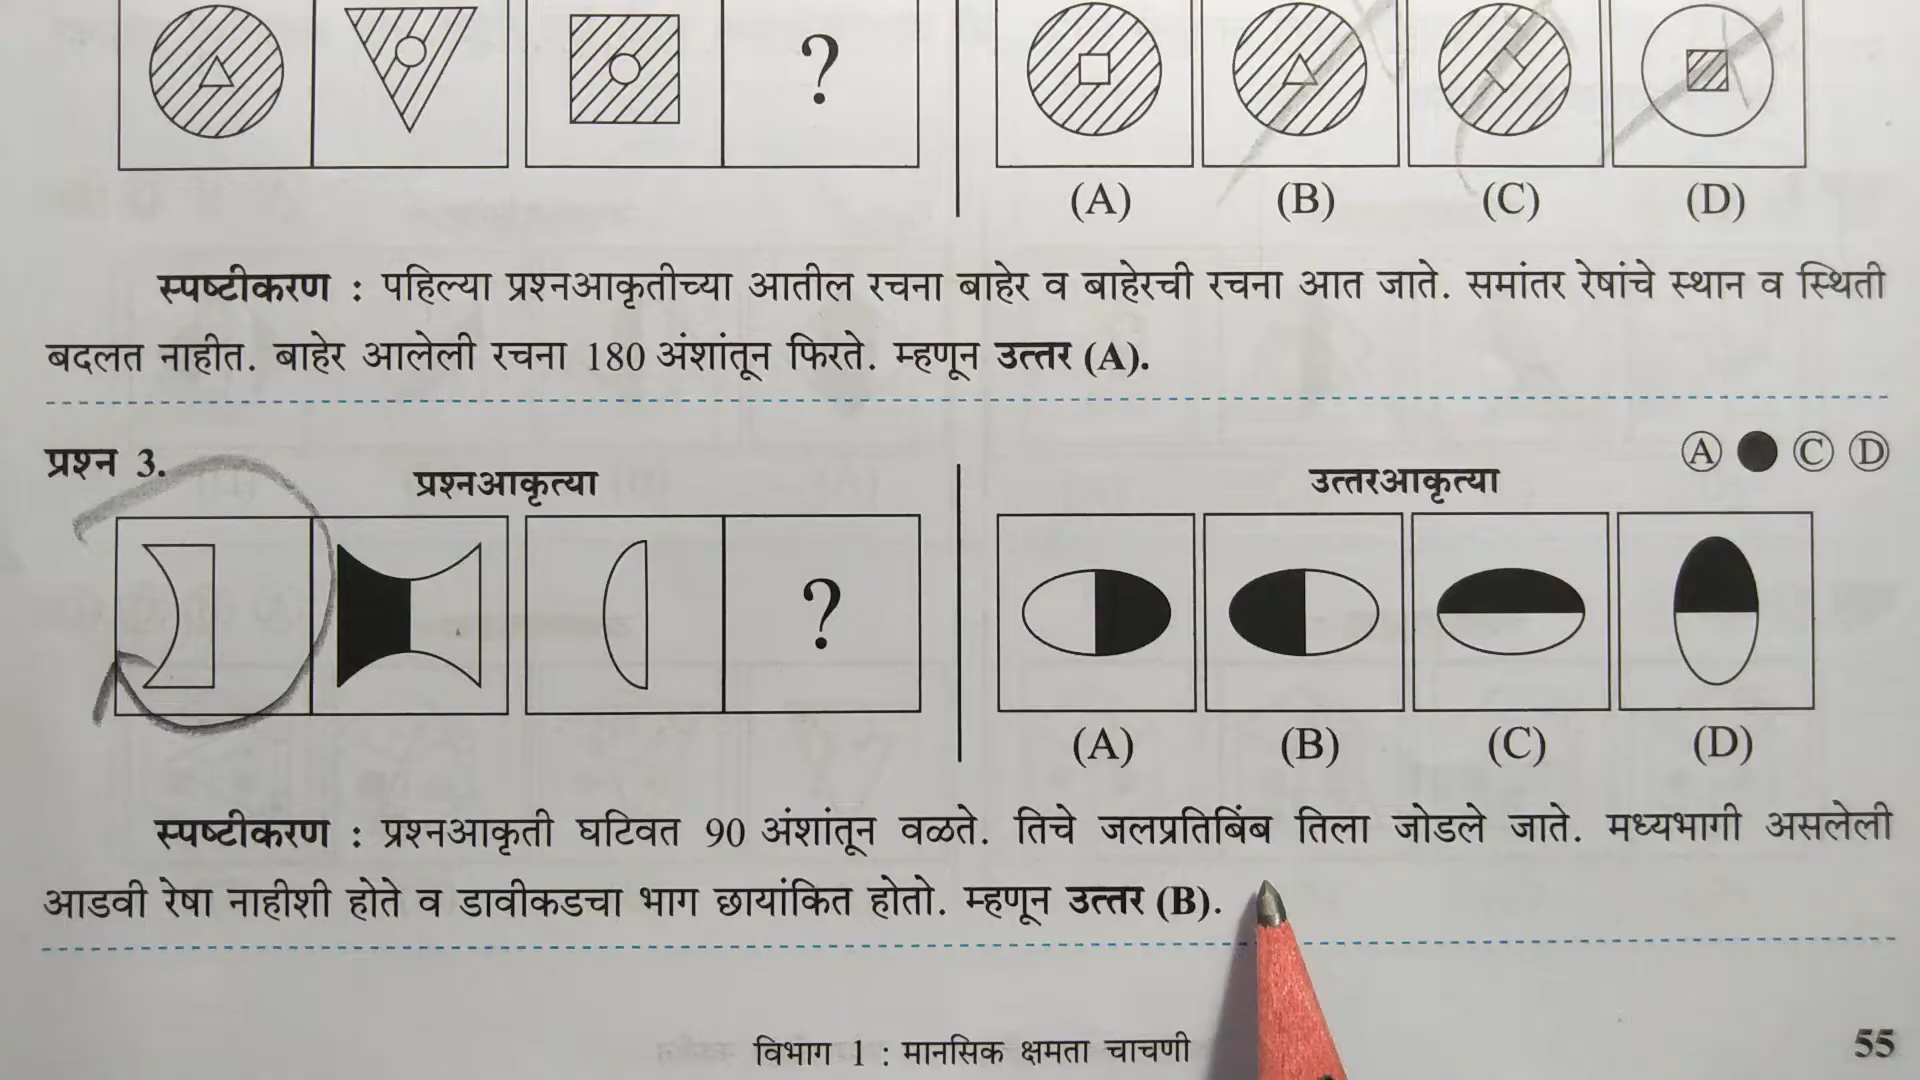 ?
(A) (B) (C) (D)
स्पष्टीकरण : पहिल्या प्रश्नआकृतीच्या आतील रचना बाहेर व बाहेरची रचना आत जाते. समांतर रेषांचे स्थान व स्थिती
बदलत नाहीत. बाहेर आलेली रचना 180 अंशांतून फिरते. म्हणून उत्तर (A).
प्रश्न 3.
A C D
प्रश्नआकृत्या उत्तरआकृत्या
?
(A) (B) (C) (D)
स्पष्टीकरण : प्रश्नआकृती घटिवत 90 अंशांतून वळते. तिचे जलप्रतिबिंब तिला जोडले जाते. मध्यभागी असलेली
आडवी रेषा नाहीशी होते व डावीकडचा भाग छायांकित होतो. म्हणून उत्तर (B).
विभाग 1 : मानसिक क्षमता चाचणी 55